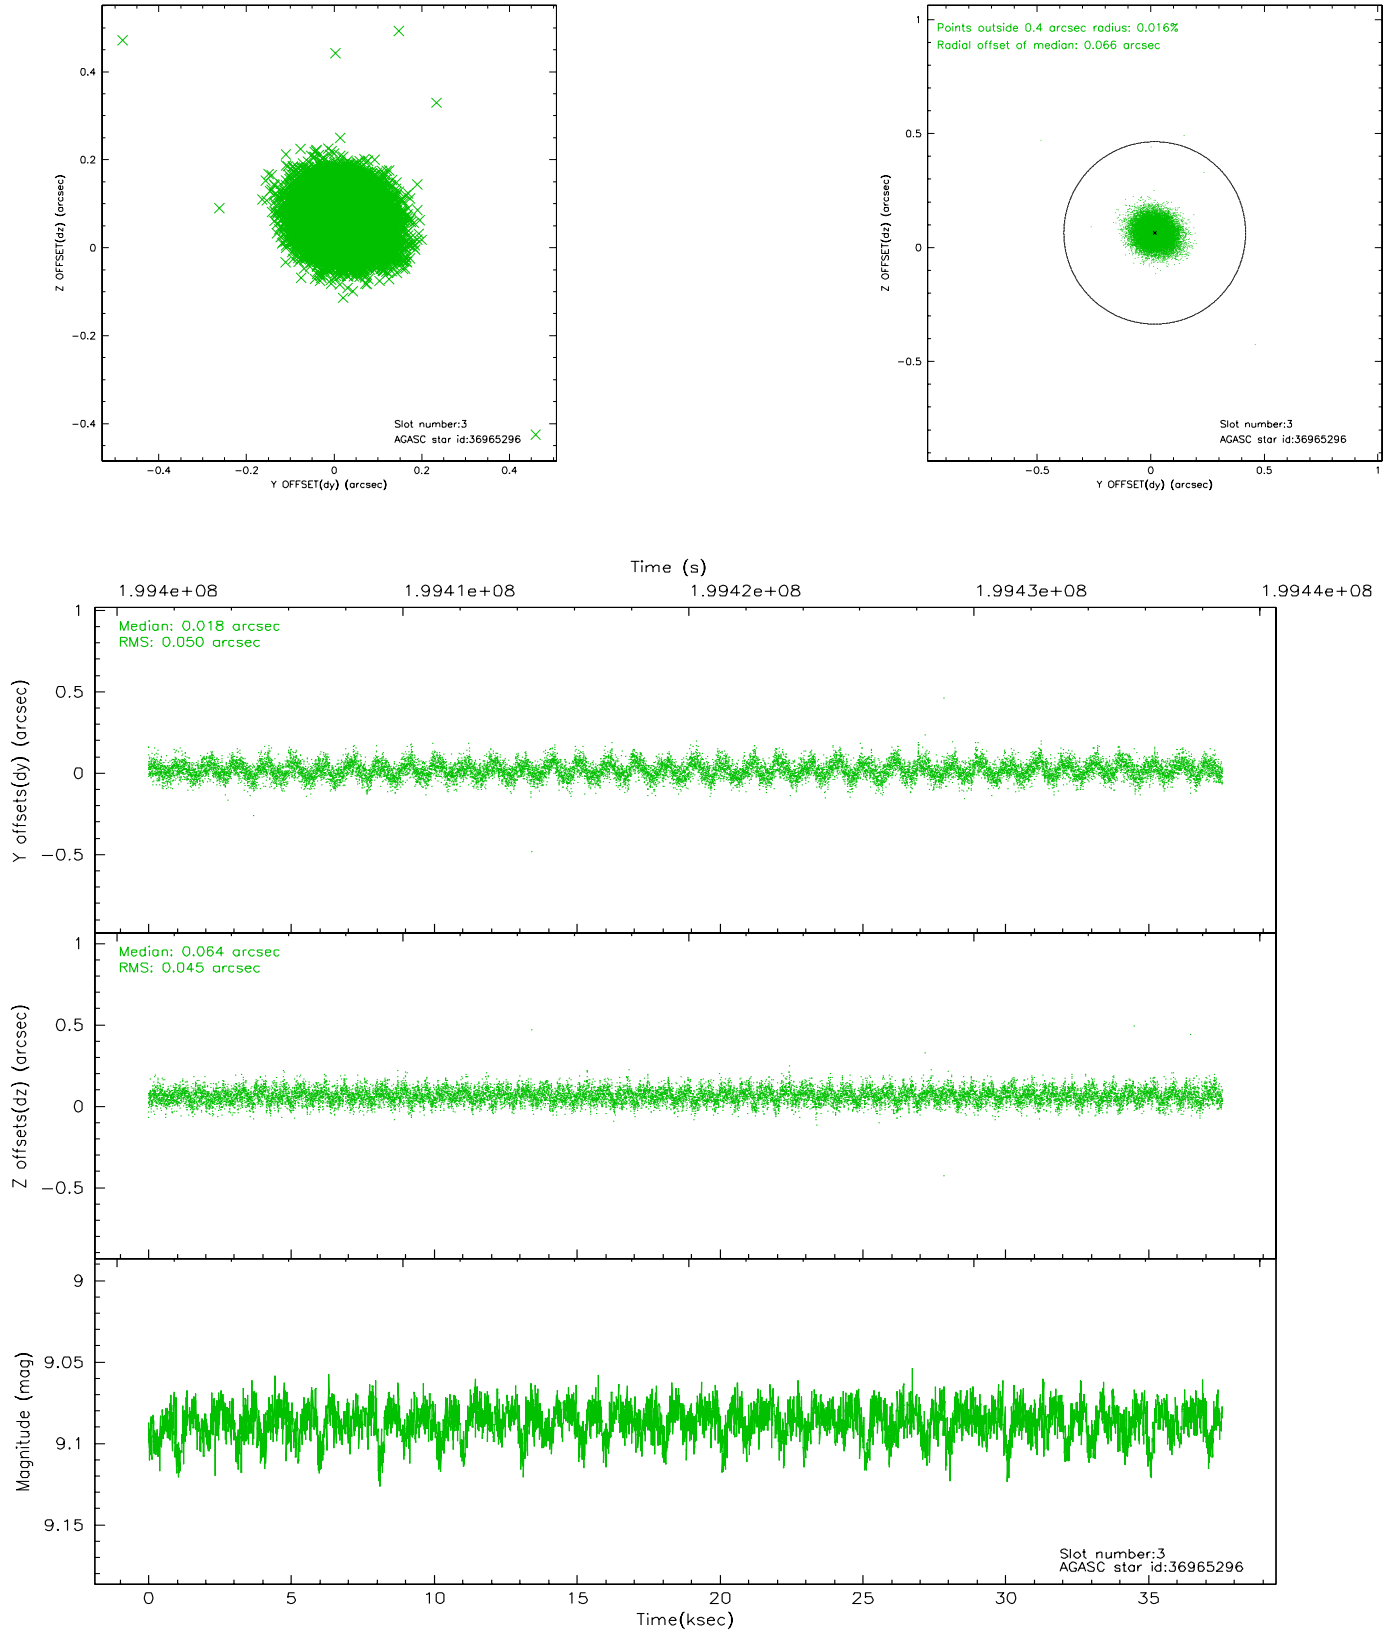 0.4
0.2
0
−0.2
−0.4
Z OFFSET(dz) (arcsec)
Slot number:3
AGASC star id:36965296
−0.4 −0.2 0 0.2 0.4
Y OFFSET(dy) (arcsec)
Points outside 0.4 arcsec radius: 0.016%
Radial offset of median: 0.066 arcsec
1
0.5
0
−0.5
Z OFFSET(dz) (arcsec)
Slot number:3
AGASC star id:36965296
−0.5 0 0.5 1
Y OFFSET(dy) (arcsec)
Time (s)
1.994e+08 1.9941e+08 1.9942e+08 1.9943e+08 1.9944e+08
Median: 0.018 arcsec
RMS: 0.050 arcsec
1
0.5
0
−0.5
Y offsets(dy) (arcsec)
Median: 0.064 arcsec
RMS: 0.045 arcsec
1
0.5
0
−0.5
Z offsets(dz) (arcsec)
9
9.05
9.1
9.15
Magnitude (mag)
Slot number:3
AGASC star id:36965296
0 5 10 15 20 25 30 35
Time(ksec)